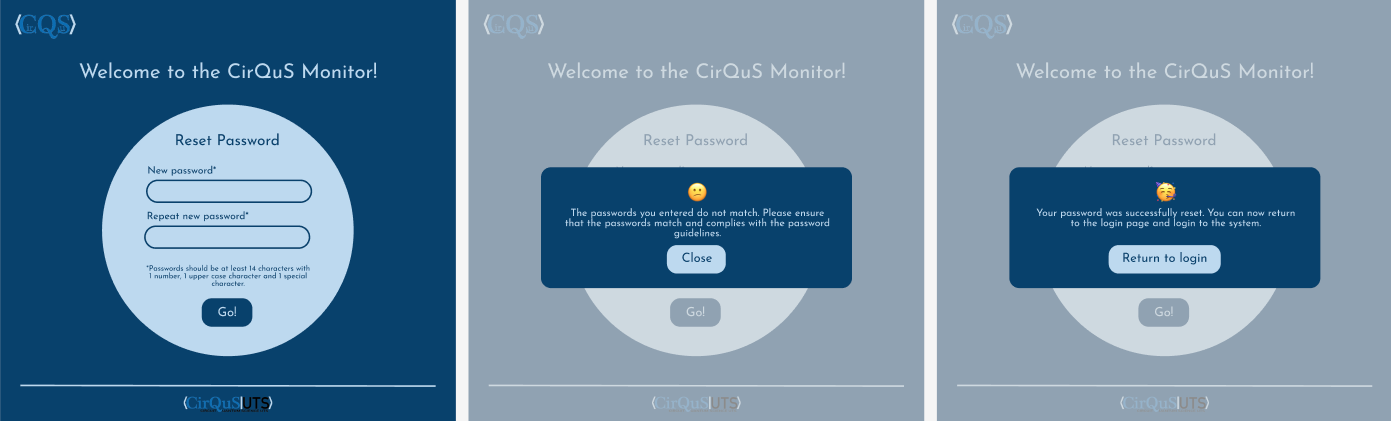 CQS
Welcome to the CirQuS Monitor!
Reset Password
New password*
Repeat new password*
*Passwords should be at least 14 characters with
1 number, 1 upper case character and 1 special
character.
Go!
CirQuS|UTS
CQS
Welcome to the CirQuS Monitor!
Reset Password
The passwords you entered do not match. Please ensure
that the passwords match and complies with the password
guidelines.
Close
Go!
CirQuS|UTS
CQS
Welcome to the CirQuS Monitor!
Reset Password
Your password was successfully reset. You can now return
to the login page and login to the system.
Return to login
Go!
CirQuS|UTS